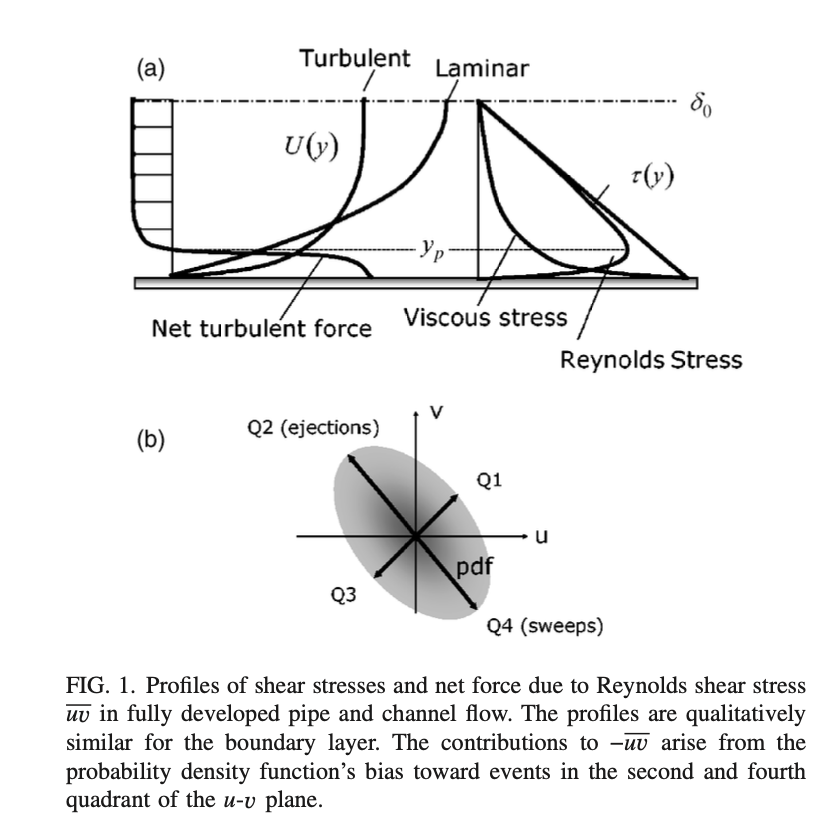 (a)
Turbulent
Laminar
δ₀
U(y)
τ(y)
yₚ
Net turbulent force
Viscous stress
Reynolds Stress
(b)
v
Q2 (ejections)
Q1
u
pdf
Q3
Q4 (sweeps)
FIG. 1. Profiles of shear stresses and net force due to Reynolds shear stress
u̅v̅ in fully developed pipe and channel flow. The profiles are qualitatively
similar for the boundary layer. The contributions to −u̅v̅ arise from the
probability density function’s bias toward events in the second and fourth
quadrant of the u-v plane.